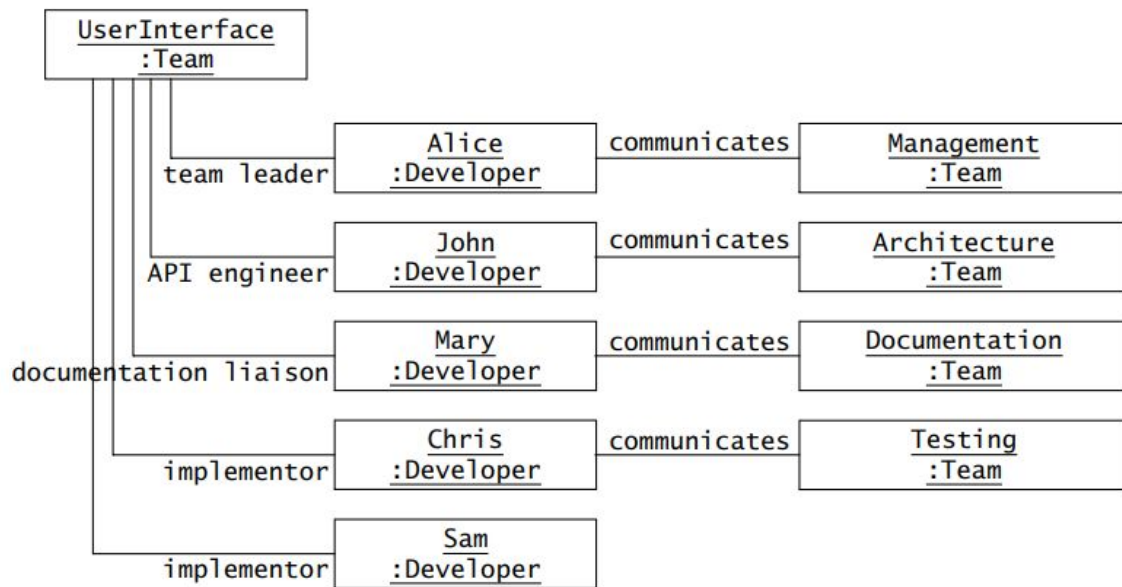 UserInterface
:Team
Alice
:Developer
communicates
Management
:Team
team leader
John
:Developer
communicates
Architecture
:Team
API engineer
Mary
:Developer
communicates
Documentation
:Team
documentation liaison
Chris
:Developer
communicates
Testing
:Team
implementor
Sam
:Developer
implementor